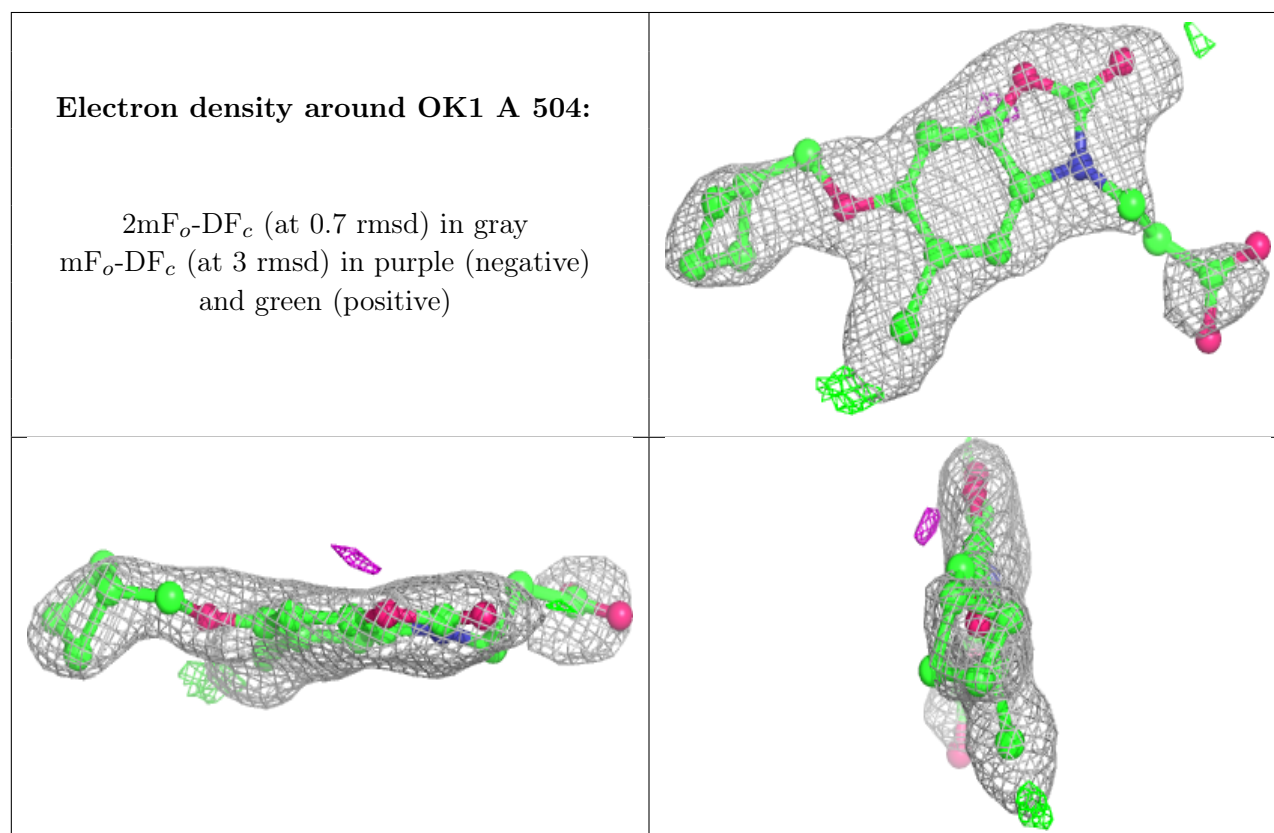 Electron density around OK1 A 504:
2mFo-DFc (at 0.7 rmsd) in gray
mFo-DFc (at 3 rmsd) in purple (negative)
and green (positive)